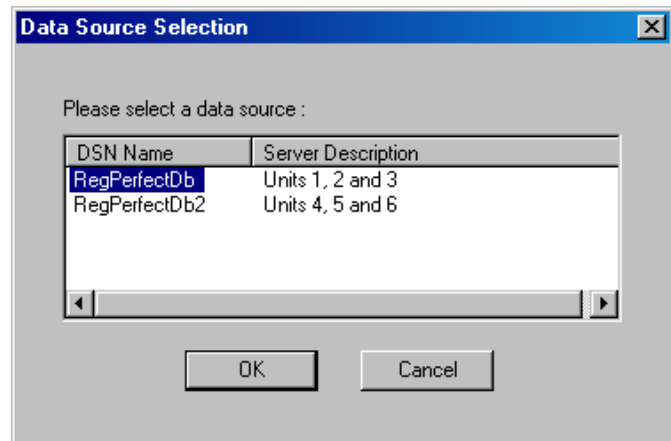 Data Source Selection
Please select a data source :
DSN Name Server Description
RegPerfectDb Units 1, 2 and 3
RegPerfectDb2 Units 4, 5 and 6
OK Cancel